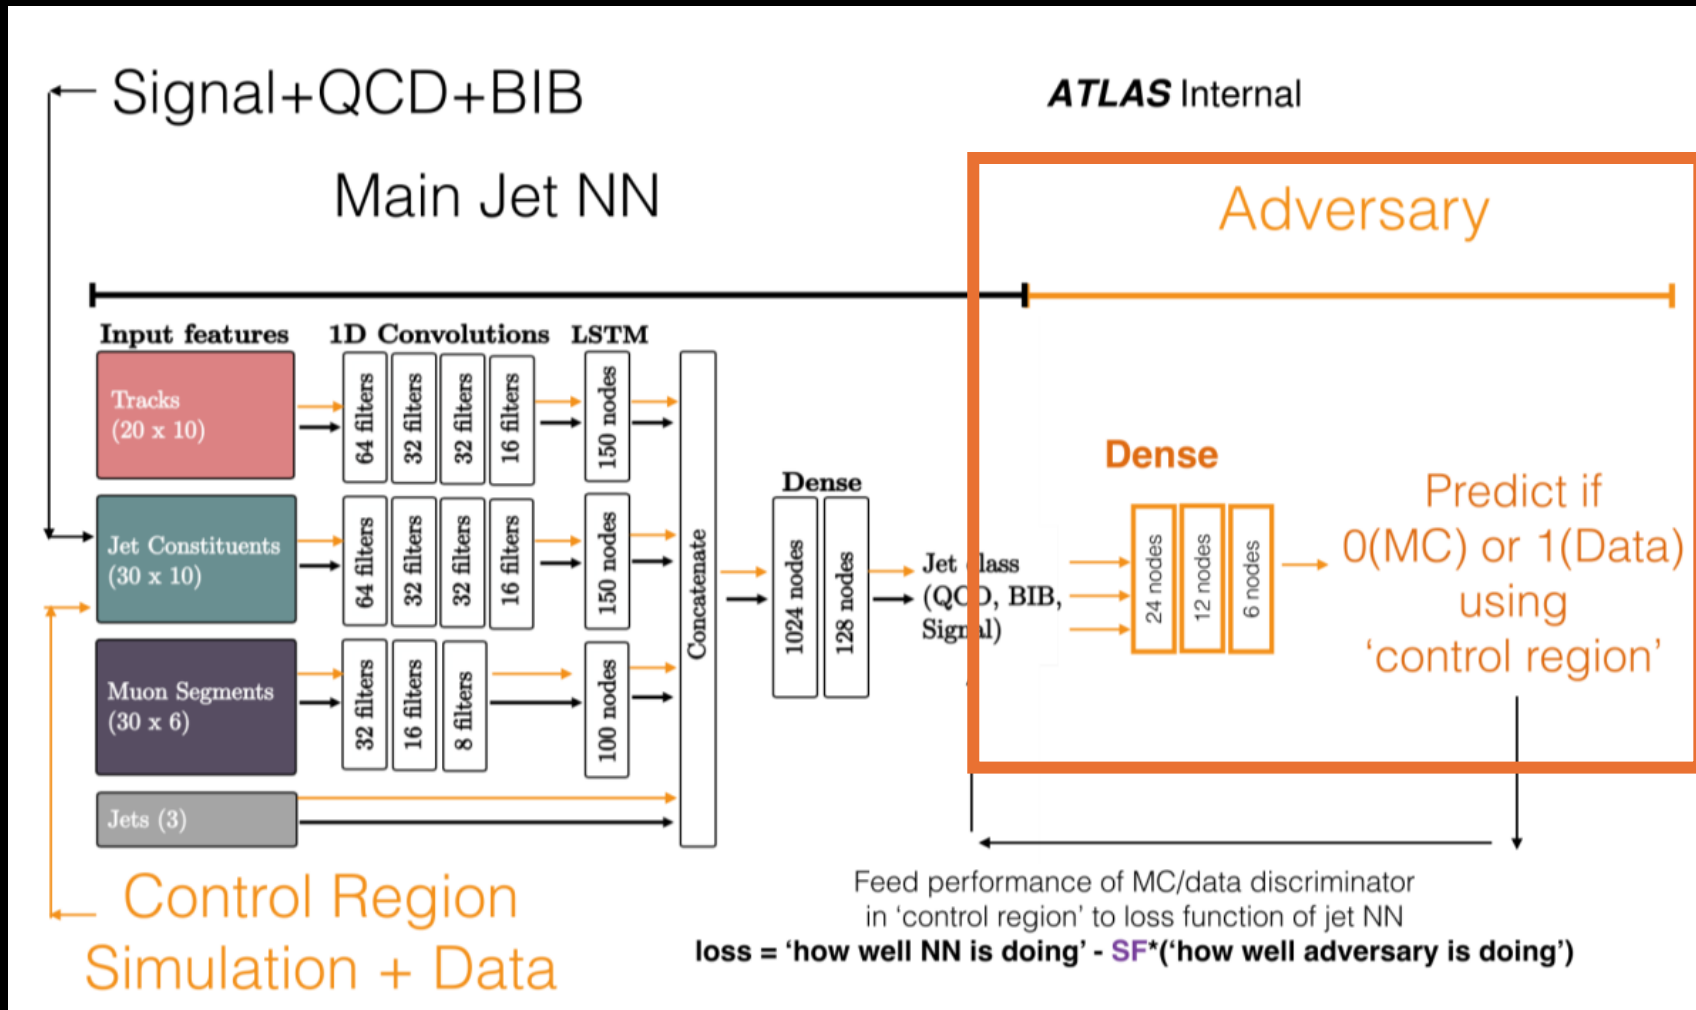 Signal+QCD+BIB
ATLAS Internal
Main Jet NN
Adversary
Input features
1D Convolutions
LSTM
Tracks
(20 x 10)
64 filters
32 filters
32 filters
16 filters
150 nodes
Jet Constituents
(30 x 10)
64 filters
32 filters
32 filters
16 filters
150 nodes
Muon Segments
(30 x 6)
32 filters
16 filters
8 filters
100 nodes
Jets (3)
Concatenate
Dense
1024 nodes
128 nodes
Jet class
(QCD, BIB,
Signal)
Dense
24 nodes
12 nodes
6 nodes
Predict if
0(MC) or 1(Data)
using
‘control region’
Control Region
Simulation + Data
Feed performance of MC/data discriminator
in ‘control region’ to loss function of jet NN
loss = ‘how well NN is doing’ - SF*(‘how well adversary is doing’)